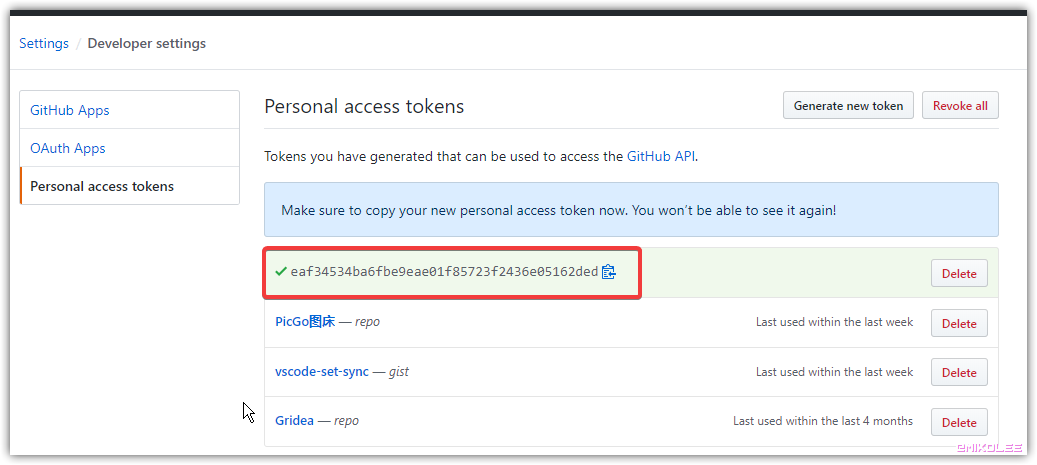 Settings / Developer settings
GitHub Apps
OAuth Apps
Personal access tokens
Personal access tokens
Generate new token
Revoke all
Tokens you have generated that can be used to access the GitHub API.
Make sure to copy your new personal access token now. You won’t be able to see it again!
eaf34534ba6fbe9eae01f85723f2436e05162ded
Delete
PicGo图床 — repo
Last used within the last week
Delete
vscode-set-sync — gist
Last used within the last week
Delete
Gridea — repo
Last used within the last 4 months
Delete
@MIKOLEE